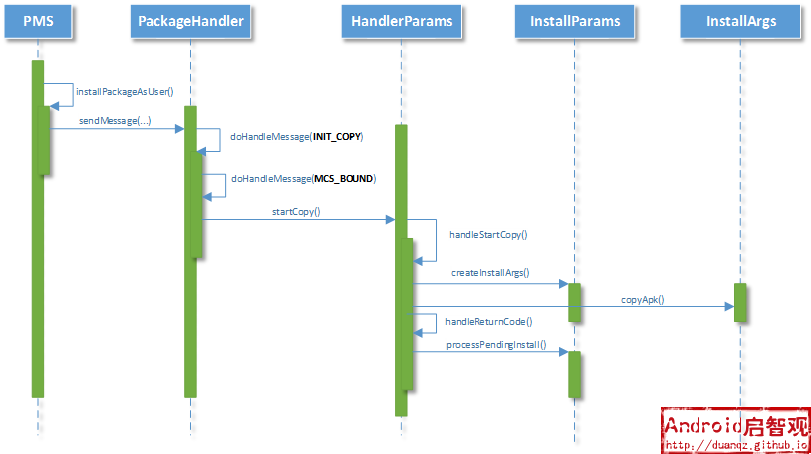 PMS
PackageHandler
HandlerParams
InstallParams
InstallArgs
installPackageAsUser()
sendMessage(...)
doHandleMessage(INIT_COPY)
doHandleMessage(MCS_BOUND)
startCopy()
handleStartCopy()
createInstallArgs()
copyApk()
handleReturnCode()
processPendingInstall()
Android启智观
http://duanqz.github.io